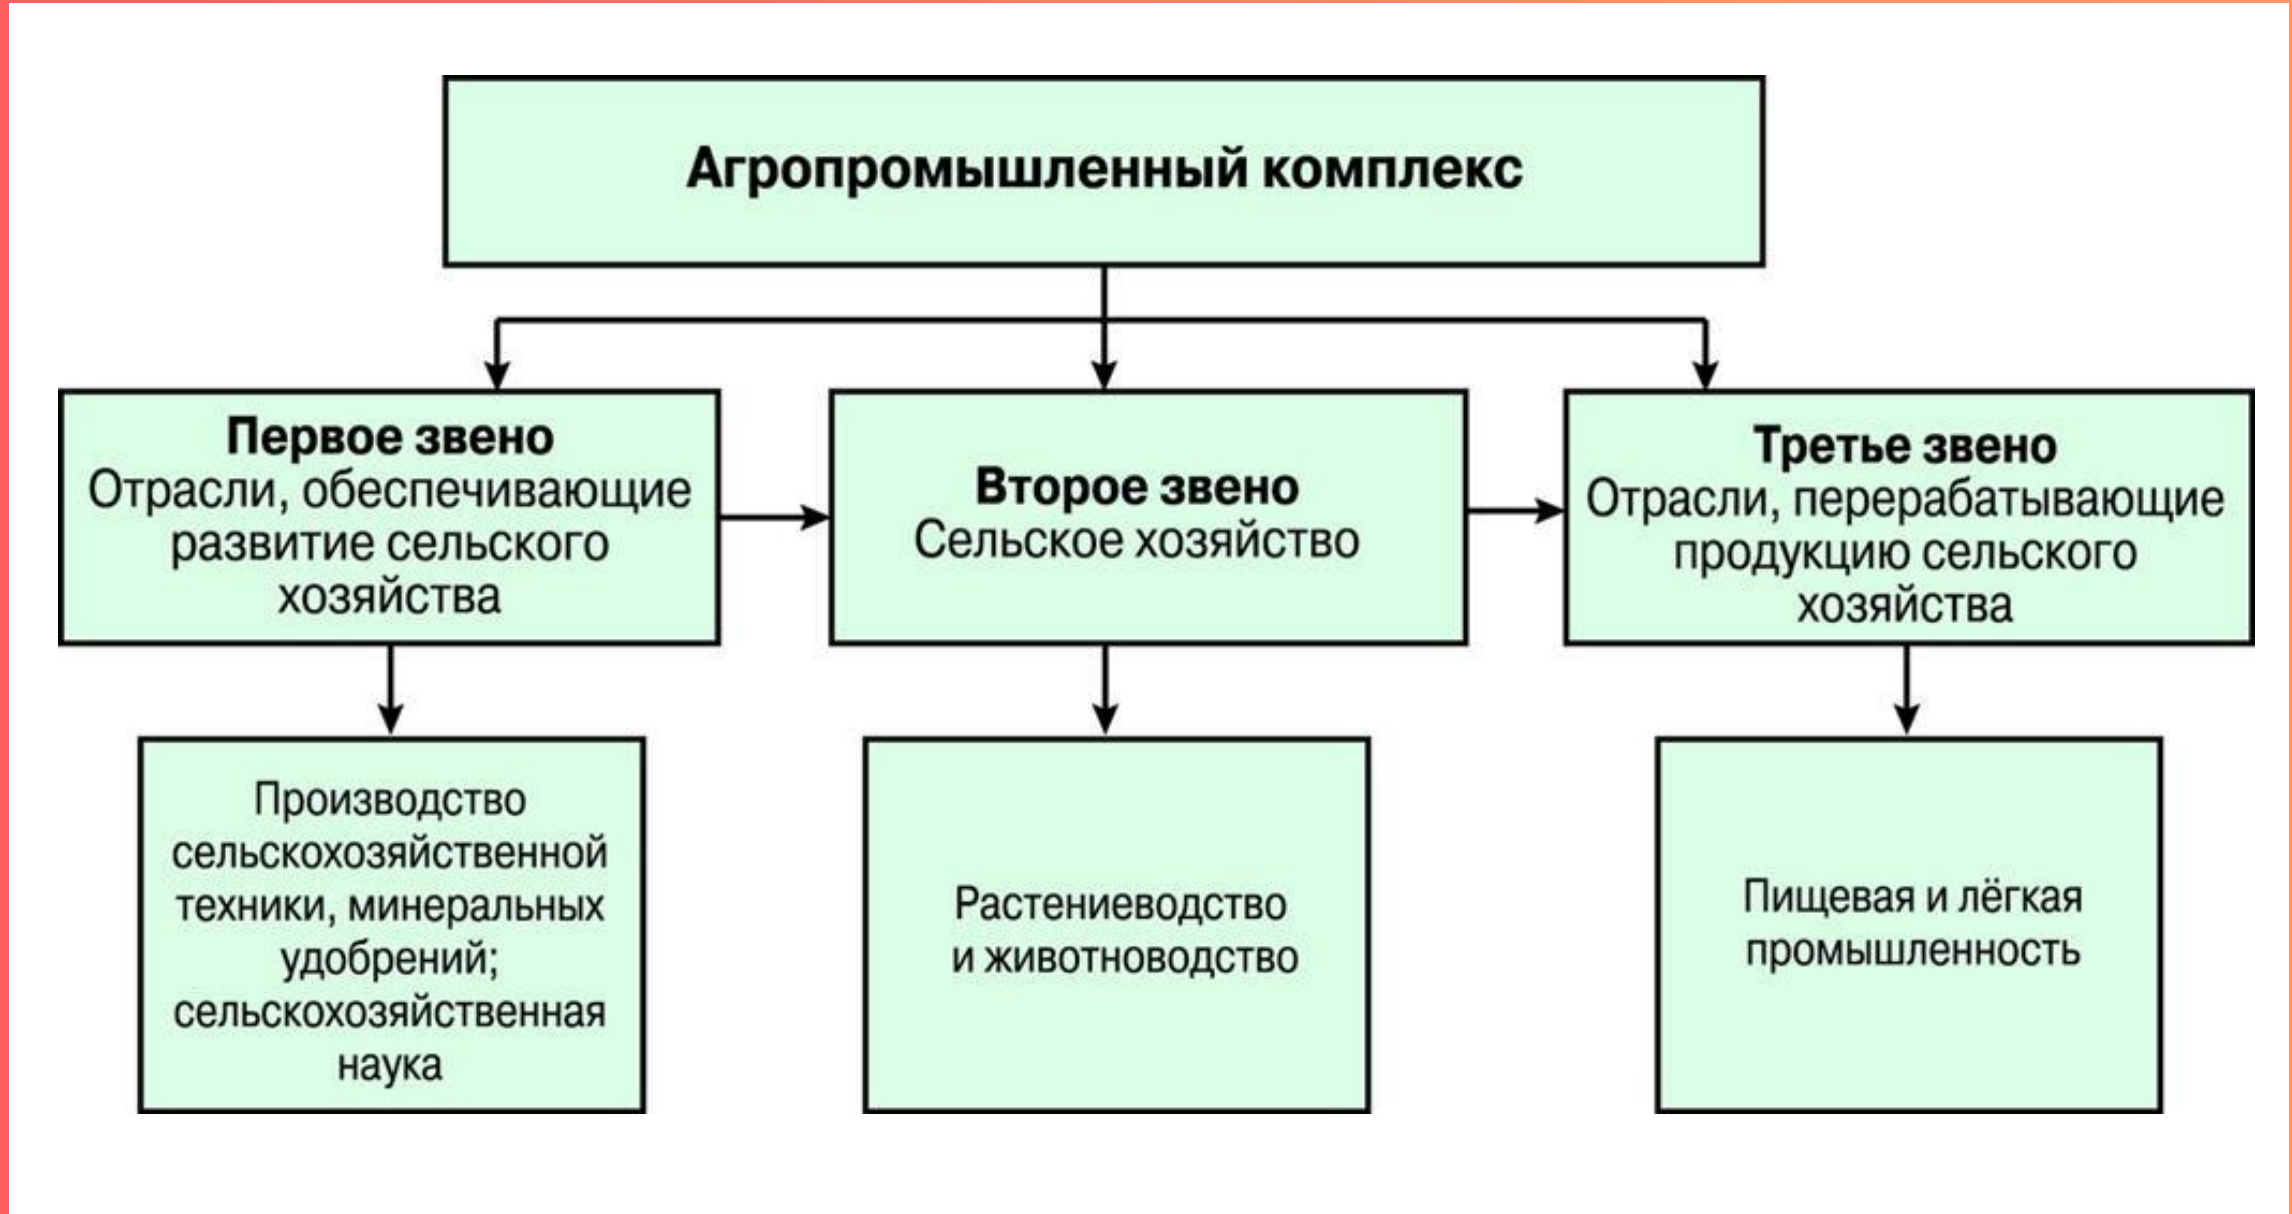 Агропромышленный комплекс
Первое звено
Отрасли, обеспечивающие
развитие сельского
хозяйства
Второе звено
Сельское хозяйство
Третье звено
Отрасли, перерабатывающие
продукцию сельского
хозяйства
Производство
сельскохозяйственной
техники, минеральных
удобрений;
сельскохозяйственная
наука
Растениеводство
и животноводство
Пищевая и лёгкая
промышленность